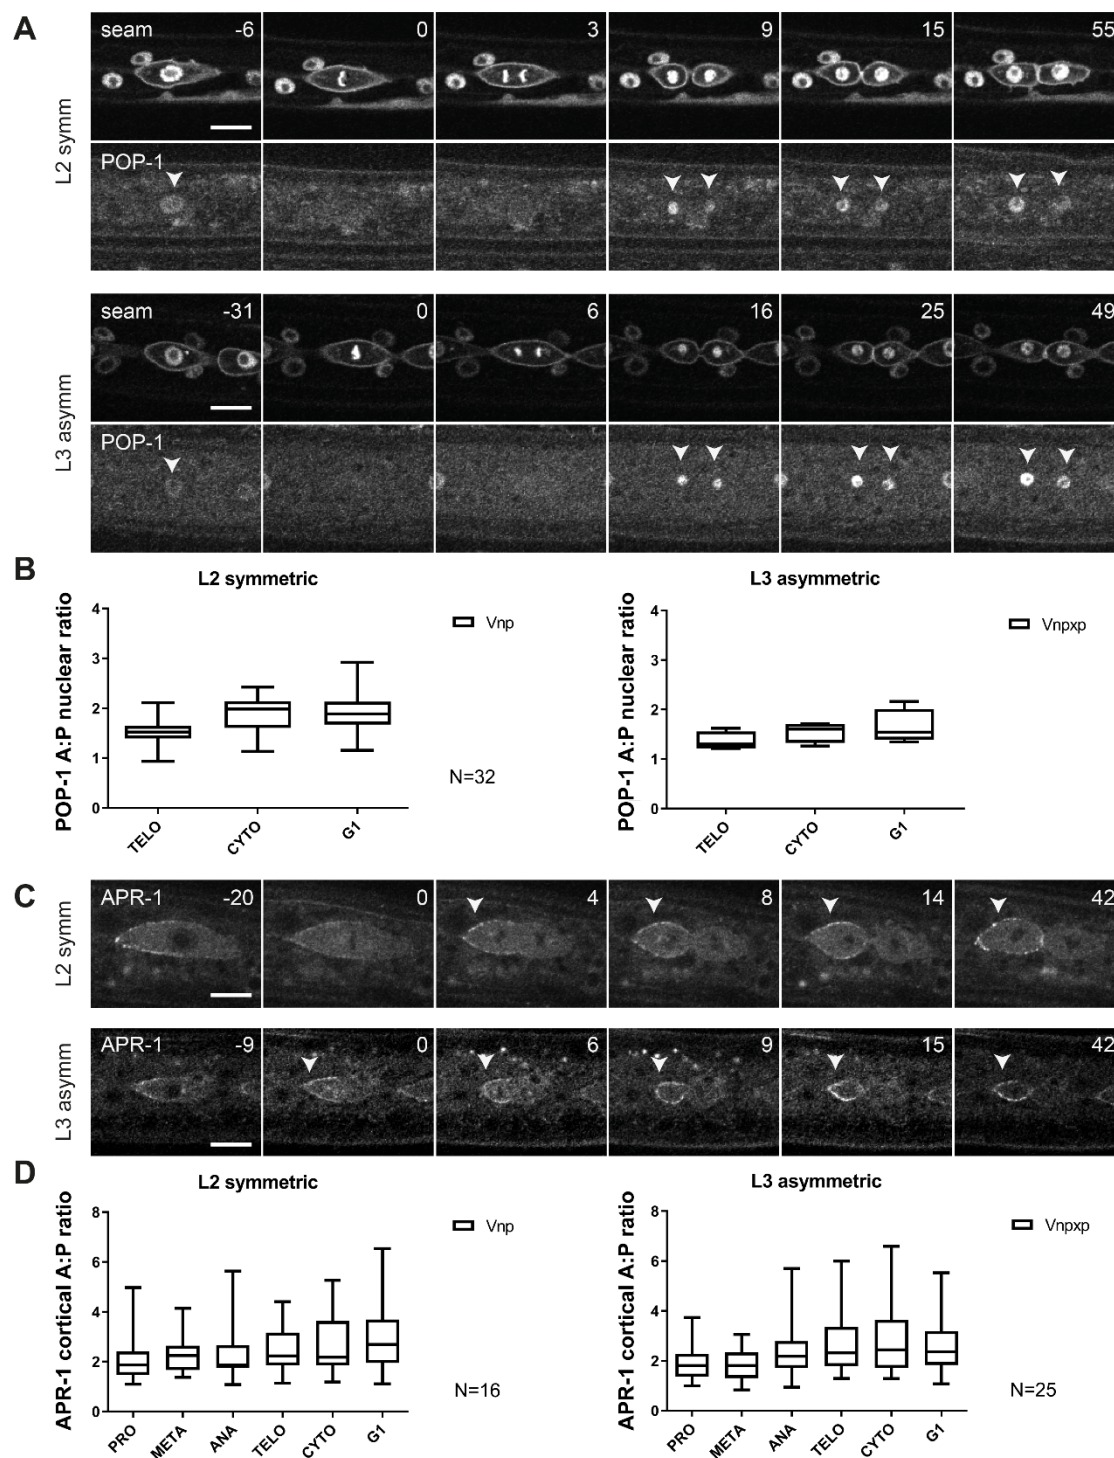 A
L2 symm
seam -6 0 3 9 15 55
POP-1
L3 asymm
seam -31 0 6 16 25 49
POP-1
B
L2 symmetric
POP-1 A:P nuclear ratio
4
3
2
1
0
TELO CYTO G1
Vnp
N=32
L3 asymmetric
POP-1 A:P nuclear ratio
4
3
2
1
0
TELO CYTO G1
Vnpxp
C
L2 symm
APR-1 -20 0 4 8 14 42
L3 asymm
APR-1 -9 0 6 9 15 42
D
L2 symmetric
APR-1 cortical A:P ratio
8
6
4
2
0
PRO META ANA TELO CYTO G1
Vnp
N=16
L3 asymmetric
APR-1 cortical A:P ratio
8
6
4
2
0
PRO META ANA TELO CYTO G1
Vnpxp
N=25